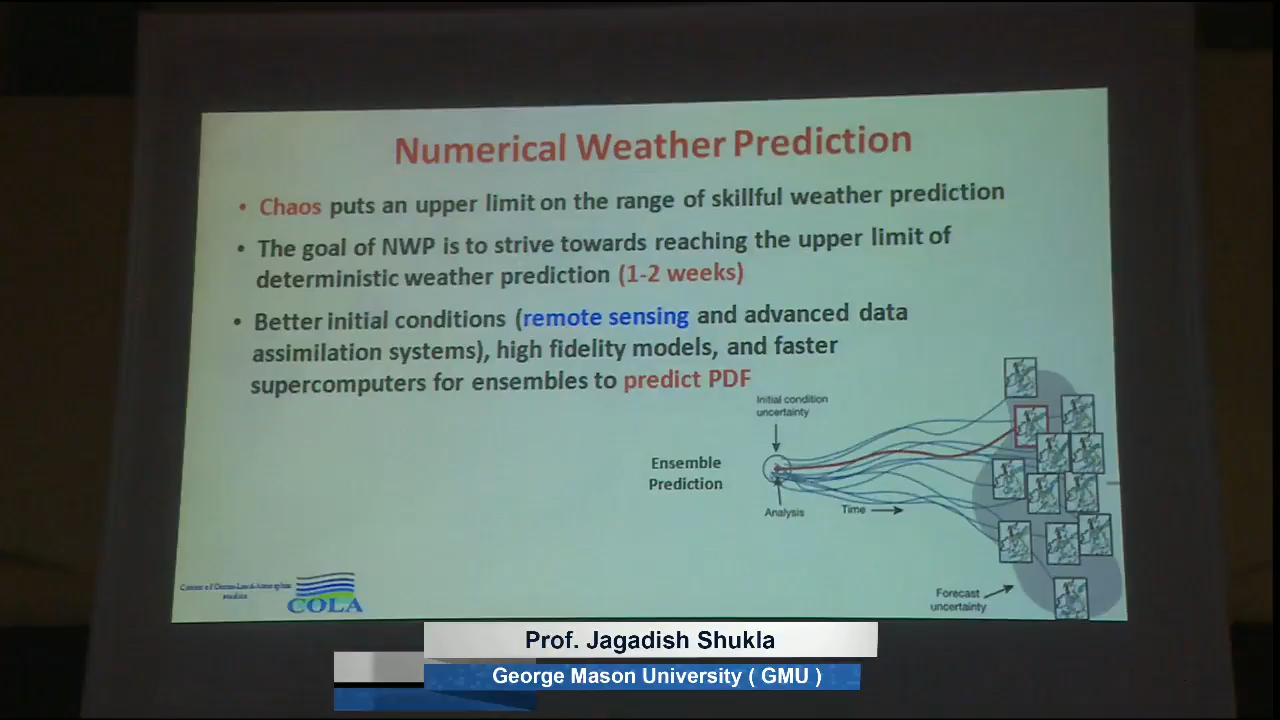 Numerical Weather Prediction
• Chaos puts an upper limit on the range of skillful weather prediction
• The goal of NWP is to strive towards reaching the upper limit of
deterministic weather prediction (1-2 weeks)
• Better initial conditions (remote sensing and advanced data
assimilation systems), high fidelity models, and faster
supercomputers for ensembles to predict PDF
Initial condition
uncertainty
Ensemble
Prediction
Analysis
Time
Forecast
uncertainty
COLA
Prof. Jagadish Shukla
George Mason University ( GMU )